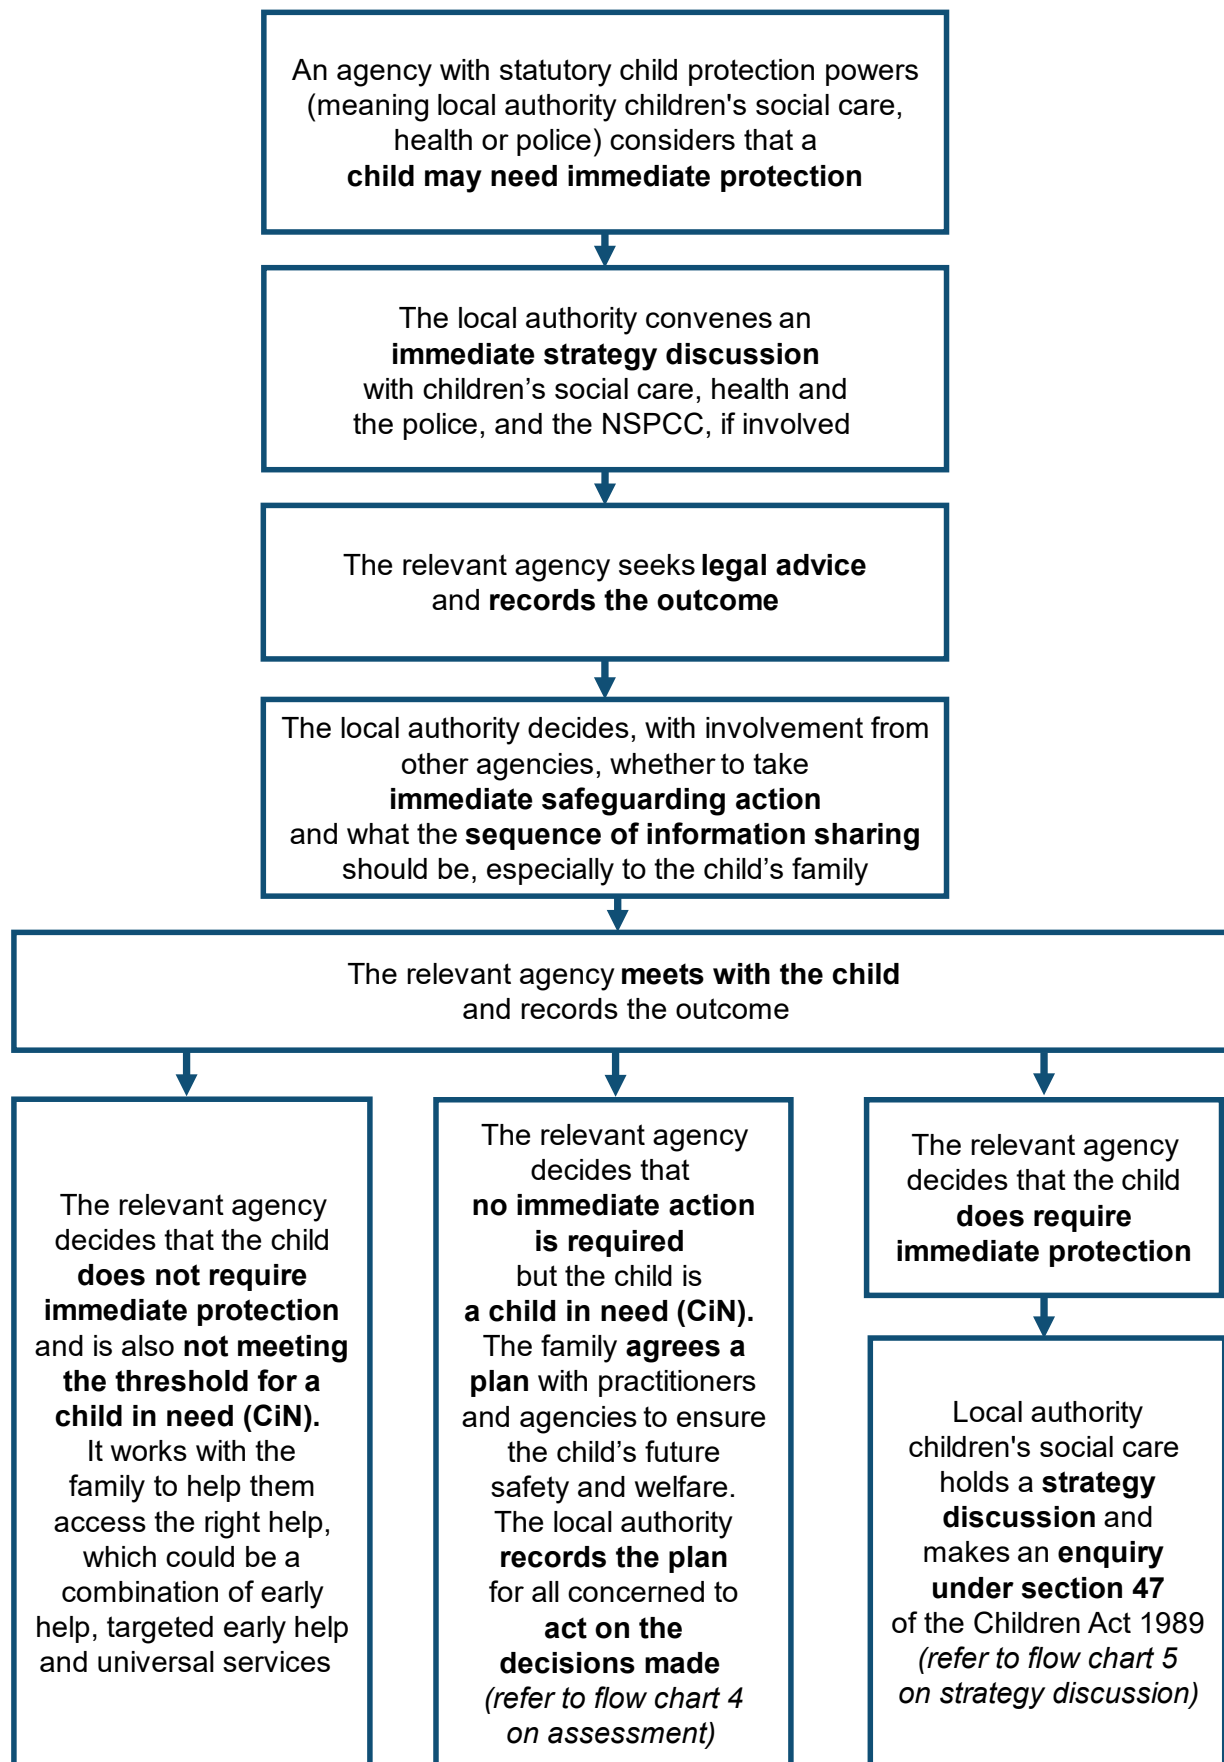 An agency with statutory child protection powers
(meaning local authority children's social care,
health or police) considers that a
child may need immediate protection
The local authority convenes an
immediate strategy discussion
with children’s social care, health and
the police, and the NSPCC, if involved
The relevant agency seeks legal advice
and records the outcome
The local authority decides, with involvement from
other agencies, whether to take
immediate safeguarding action
and what the sequence of information sharing
should be, especially to the child’s family
The relevant agency meets with the child
and records the outcome
The relevant agency
decides that the child
does not require
immediate protection
and is also not meeting
the threshold for a
child in need (CiN).
It works with the
family to help them
access the right help,
which could be a
combination of early
help, targeted early help
and universal services
The relevant agency
decides that
no immediate action
is required
but the child is
a child in need (CiN).
The family agrees a
plan with practitioners
and agencies to ensure
the child’s future
safety and welfare.
The local authority
records the plan
for all concerned to
act on the
decisions made
(refer to flow chart 4
on assessment)
The relevant agency
decides that the child
does require
immediate protection
Local authority
children's social care
holds a strategy
discussion and
makes an enquiry
under section 47
of the Children Act 1989
(refer to flow chart 5
on strategy discussion)